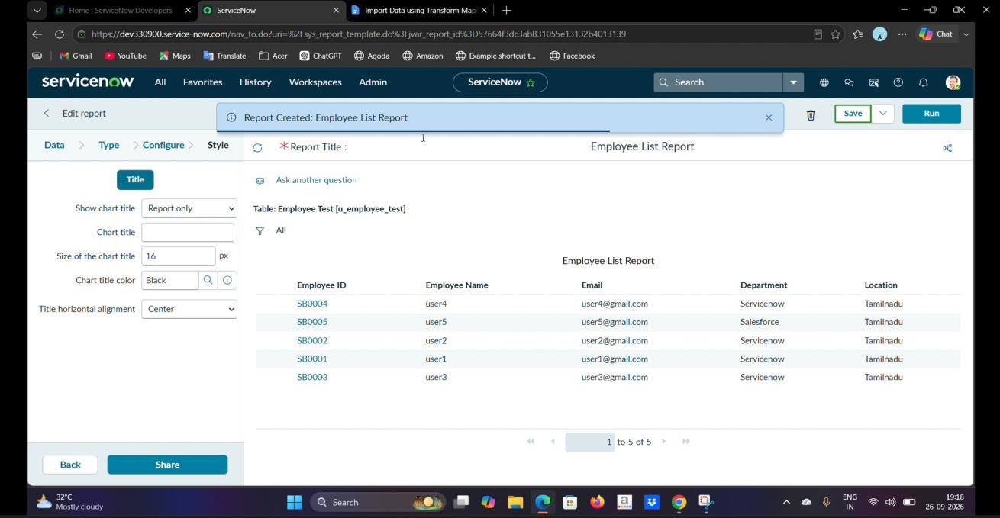 Home | ServiceNow Developers
ServiceNow
Import Data using Transform Map
https://dev330900.service-now.com/nav_to.do?uri=%2Fsys_report_template.do%3Fjvar_report_id%3D57664f3dc3ab831055e13132b4013139
Chat
Gmail YouTube Maps Translate Acer ChatGPT Agoda Amazon Example shortcut t... Facebook
servicenow All Favorites History Workspaces Admin ServiceNow Search
Edit report
Report Created: Employee List Report
Save
Run
Data Type Configure Style
*Report Title : Employee List Report
Title
Ask another question
Show chart title Report only
Table: Employee Test [u_employee_test]
Chart title
All
Size of the chart title 16 px
Chart title color Black
Title horizontal alignment Center
Employee List Report
Employee ID Employee Name Email Department Location
SB0004 user4 user4@gmail.com Servicenow Tamilnadu
SB0005 user5 user5@gmail.com Salesforce Tamilnadu
SB0002 user2 user2@gmail.com Servicenow Tamilnadu
SB0001 user1 user1@gmail.com Servicenow Tamilnadu
SB0003 user3 user3@gmail.com Servicenow Tamilnadu
1 to 5 of 5
Back Share
32°C
Mostly cloudy
Search
ENG
IN
19:18
26-09-2026